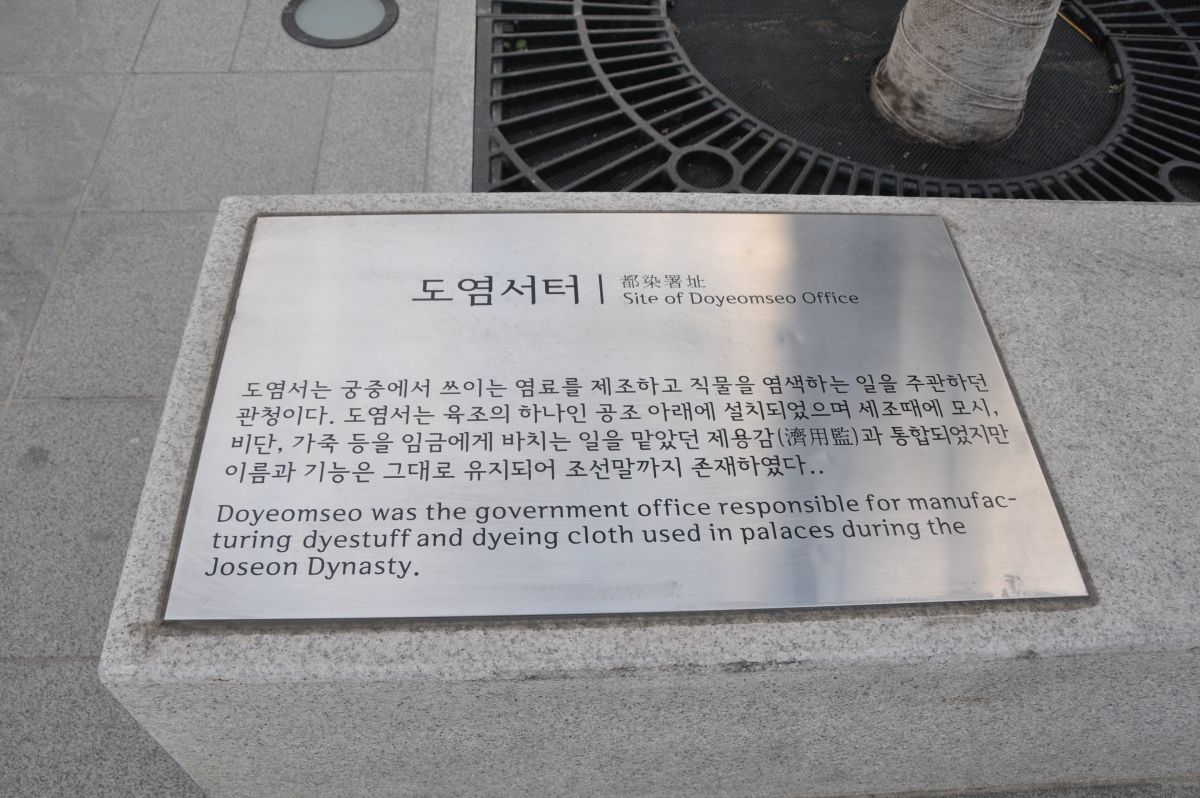 도염서터 | 都染署址
Site of Doyeomseo Office
도염서는 궁중에서 쓰이는 염료를 제조하고 직물을 염색하는 일을 주관하던
관청이다. 도염서는 육조의 하나인 공조 아래에 설치되었으며 세조때에 모시,
비단, 가죽 등을 임금에게 바치는 일을 맡았던 제용감(濟用監)과 통합되었지만
이름과 기능은 그대로 유지되어 조선말까지 존재하였다..
Doyeomseo was the government office responsible for manufac-
turing dyestuff and dyeing cloth used in palaces during the
Joseon Dynasty.